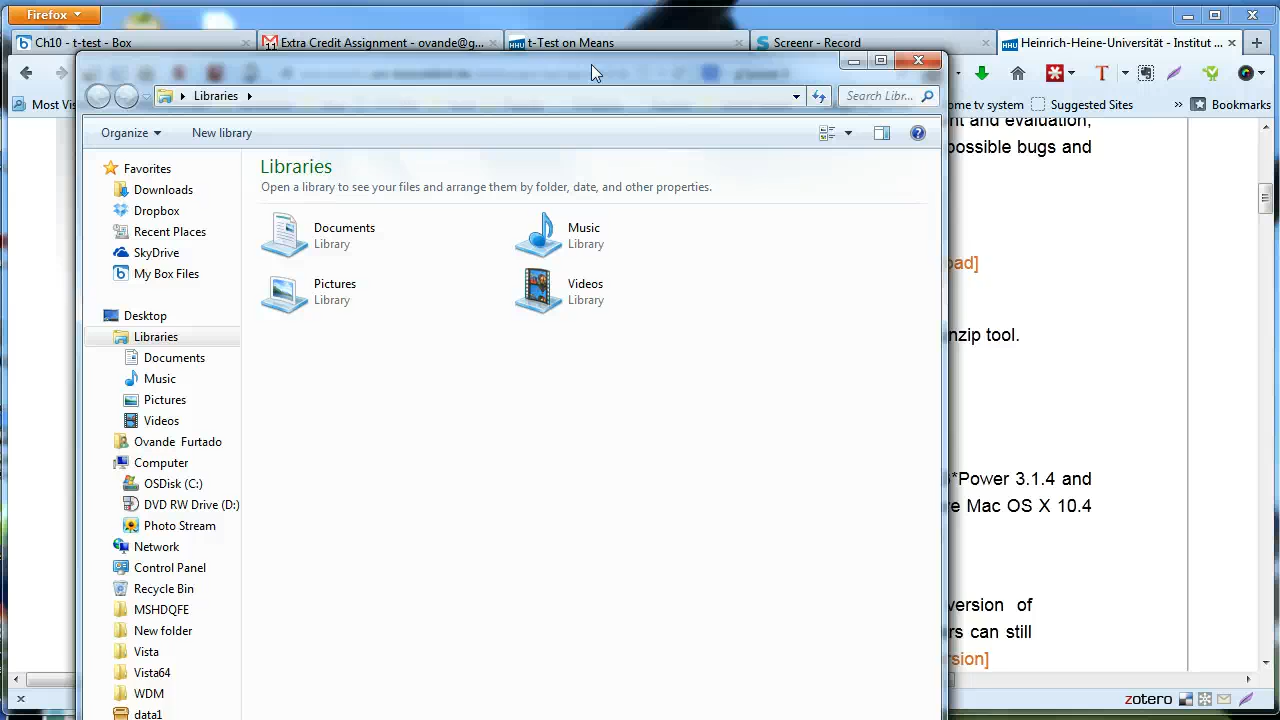 Firefox
Ch10 - t-test - Box
Extra Credit Assignment - ovande@g...
t-Test on Means
Screenr - Record
Heinrich-Heine-Universität - Institut ...
Libraries
Search Libr...
Most Vis
ome tv system
Suggested Sites
Bookmarks
Organize
New library
nt and evaluation,
possible bugs and
Favorites
Downloads
Dropbox
Recent Places
SkyDrive
My Box Files
Libraries
Open a library to see your files and arrange them by folder, date, and other properties.
Documents
Library
Music
Library
Pictures
Library
Videos
Library
oad]
nzip tool.
Desktop
Libraries
Documents
Music
Pictures
Videos
Ovande Furtado
Computer
OSDisk (C:)
DVD RW Drive (D:)
Photo Stream
Network
Control Panel
Recycle Bin
MSHDQFE
New folder
Vista
Vista64
WDM
data1
*Power 3.1.4 and
re Mac OS X 10.4
version of
rs can still
sion]
zotero